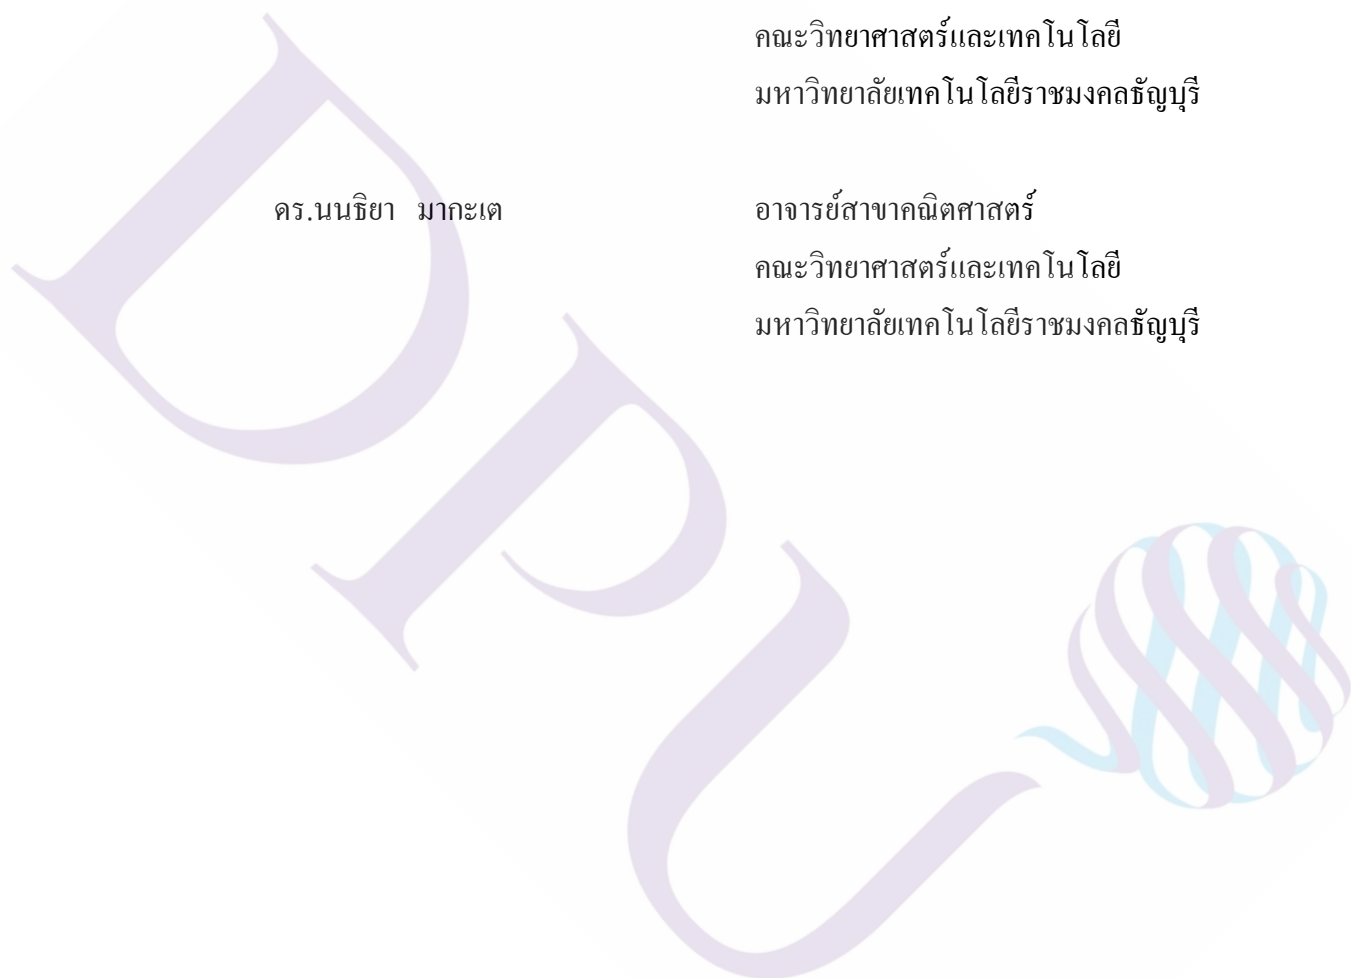 คณะวิทยาศาสตร์และเทคโนโลยี
มหาวิทยาลัยเทคโนโลยีราชมงคลธัญบุรี
ดร.นนธิยา มากะเต อาจารย์สาขาคณิตศาสตร์
คณะวิทยาศาสตร์และเทคโนโลยี
มหาวิทยาลัยเทคโนโลยีราชมงคลธัญบุรี
DPU